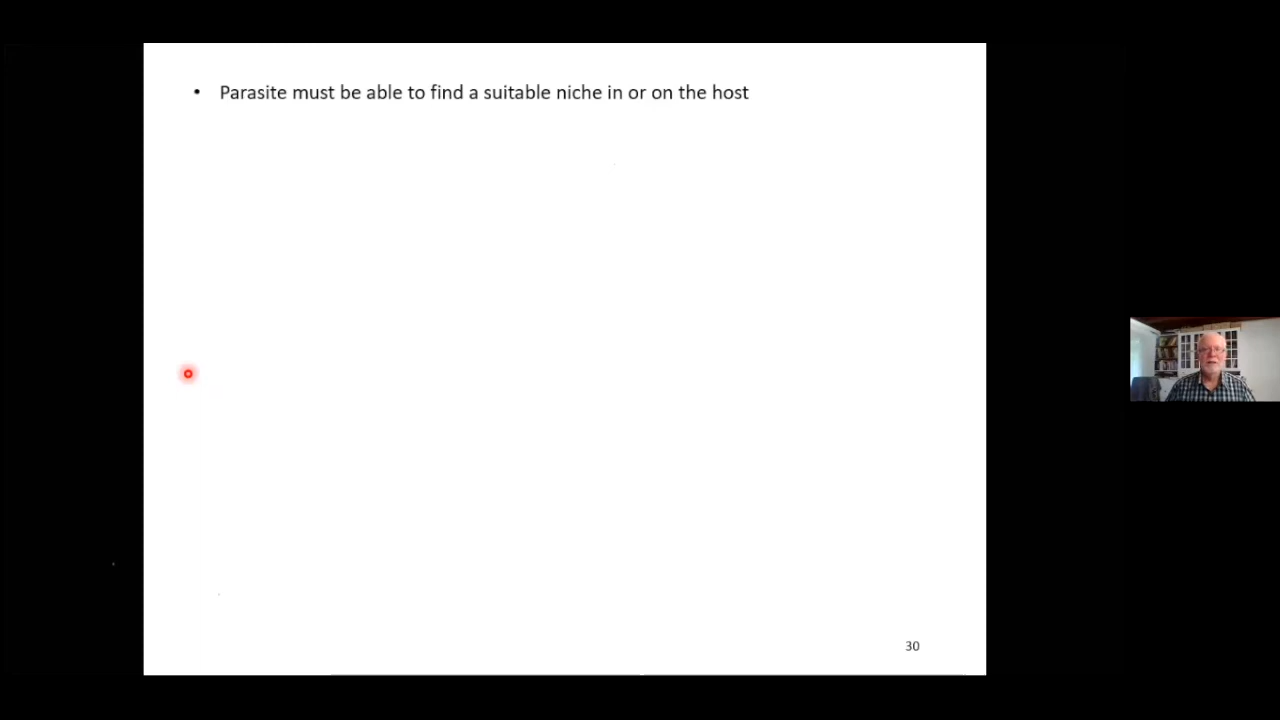 • Parasite must be able to find a suitable niche in or on the host
30